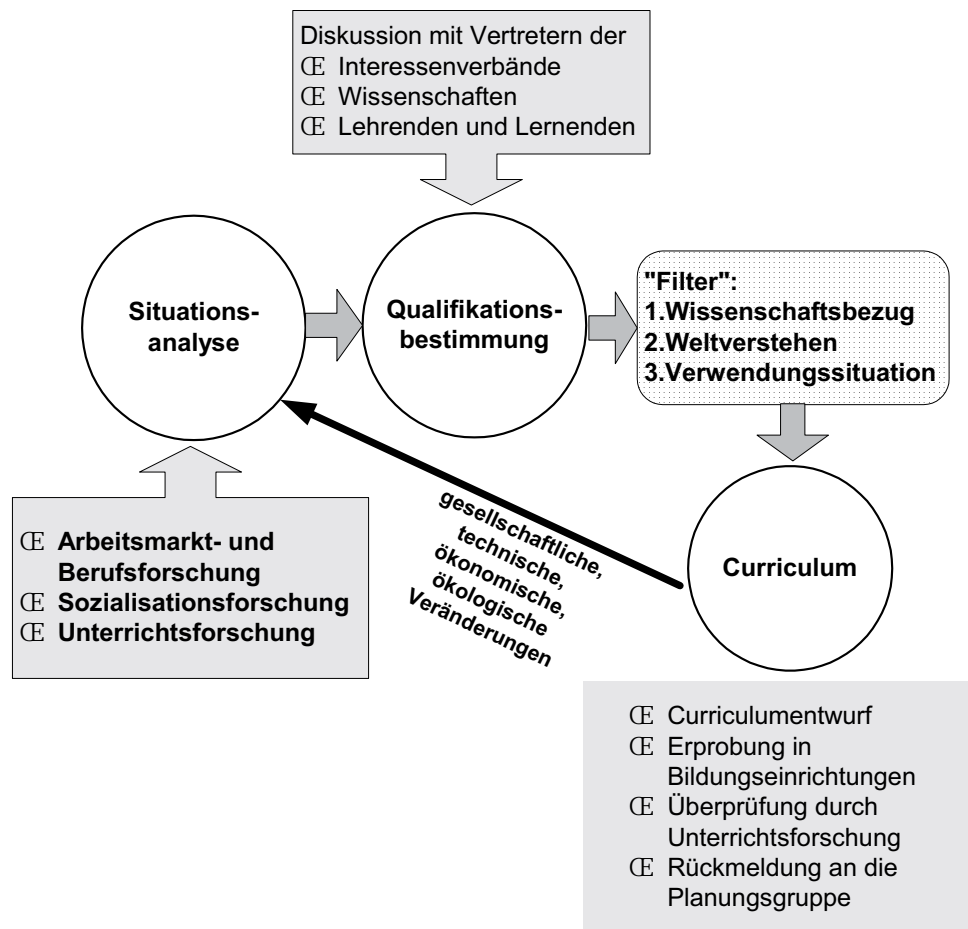 Diskussion mit Vertretern der
Œ Interessenverbände
Œ Wissenschaften
Œ Lehrenden und Lernenden
Situations-
analyse
Qualifikations-
bestimmung
"Filter":
1.Wissenschaftsbezug
2.Weltverstehen
3.Verwendungssituation
Œ Arbeitsmarkt- und
Berufsforschung
Œ Sozialisationsforschung
Œ Unterrichtsforschung
gesellschaftliche,
technische,
ökonomische,
ökologische
Veränderungen
Curriculum
Œ Curriculumentwurf
Œ Erprobung in
Bildungseinrichtungen
Œ Überprüfung durch
Unterrichtsforschung
Œ Rückmeldung an die
Planungsgruppe